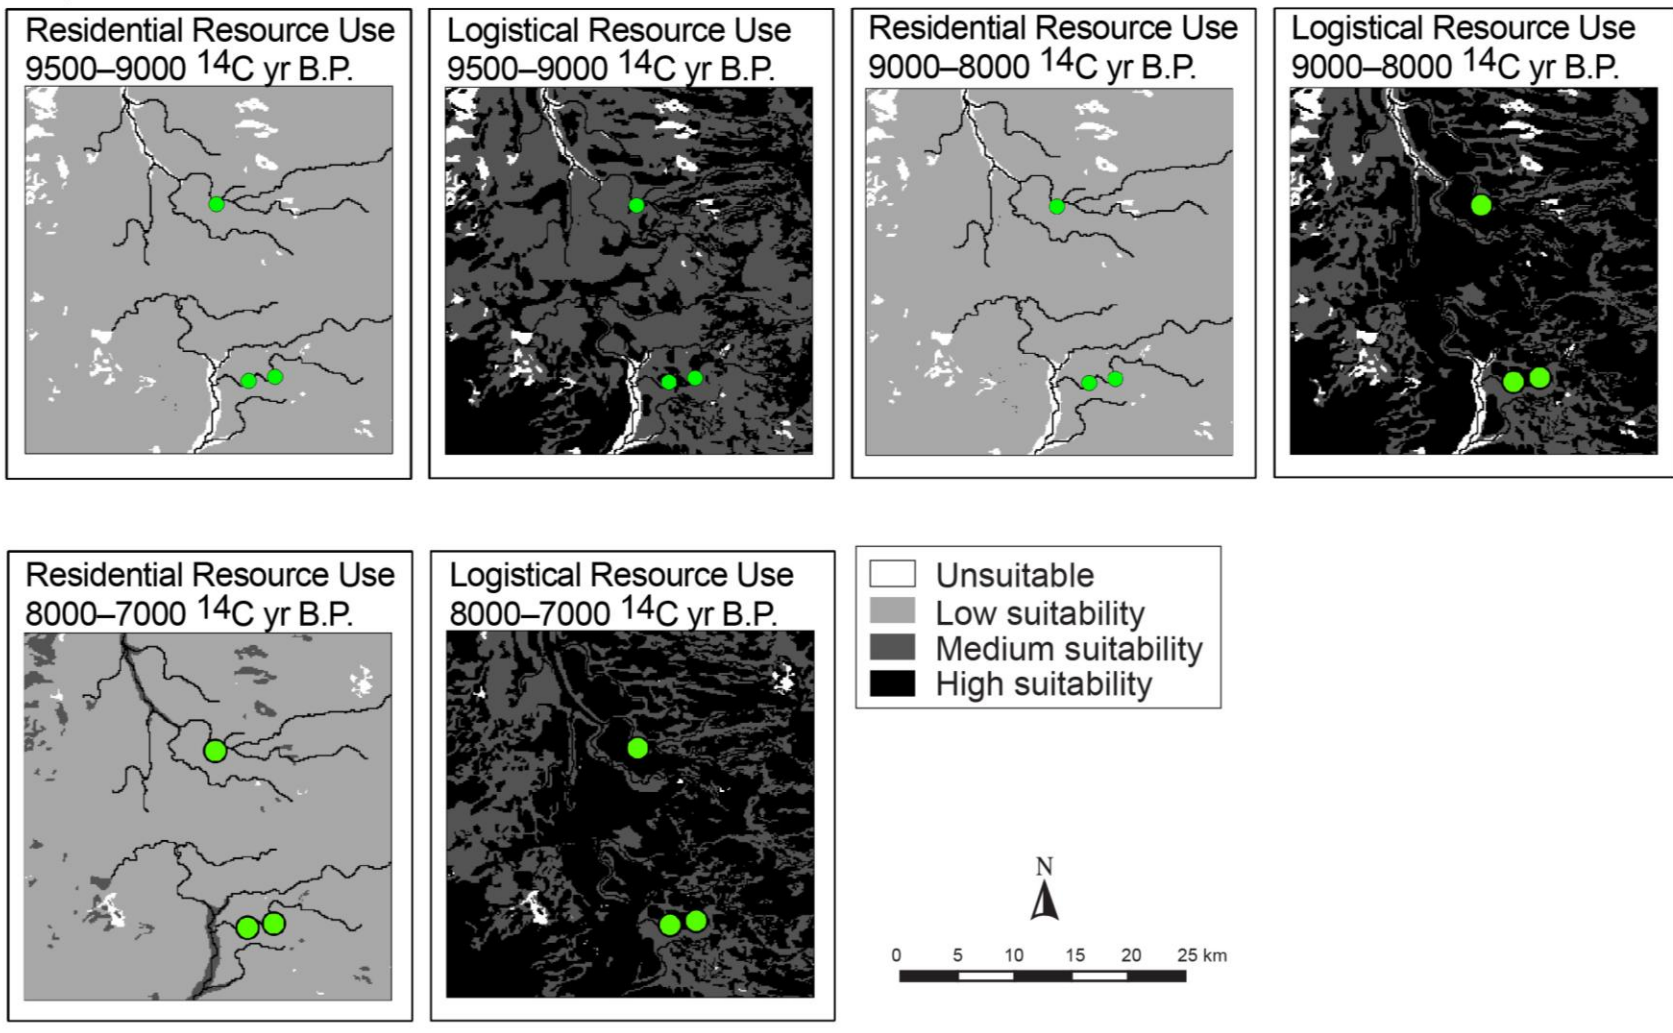 Residential Resource Use
9500–9000 14C yr B.P.
Logistical Resource Use
9500–9000 14C yr B.P.
Residential Resource Use
9000–8000 14C yr B.P.
Logistical Resource Use
9000–8000 14C yr B.P.
Residential Resource Use
8000–7000 14C yr B.P.
Logistical Resource Use
8000–7000 14C yr B.P.
Unsuitable
Low suitability
Medium suitability
High suitability
N
0 5 10 15 20 25 km